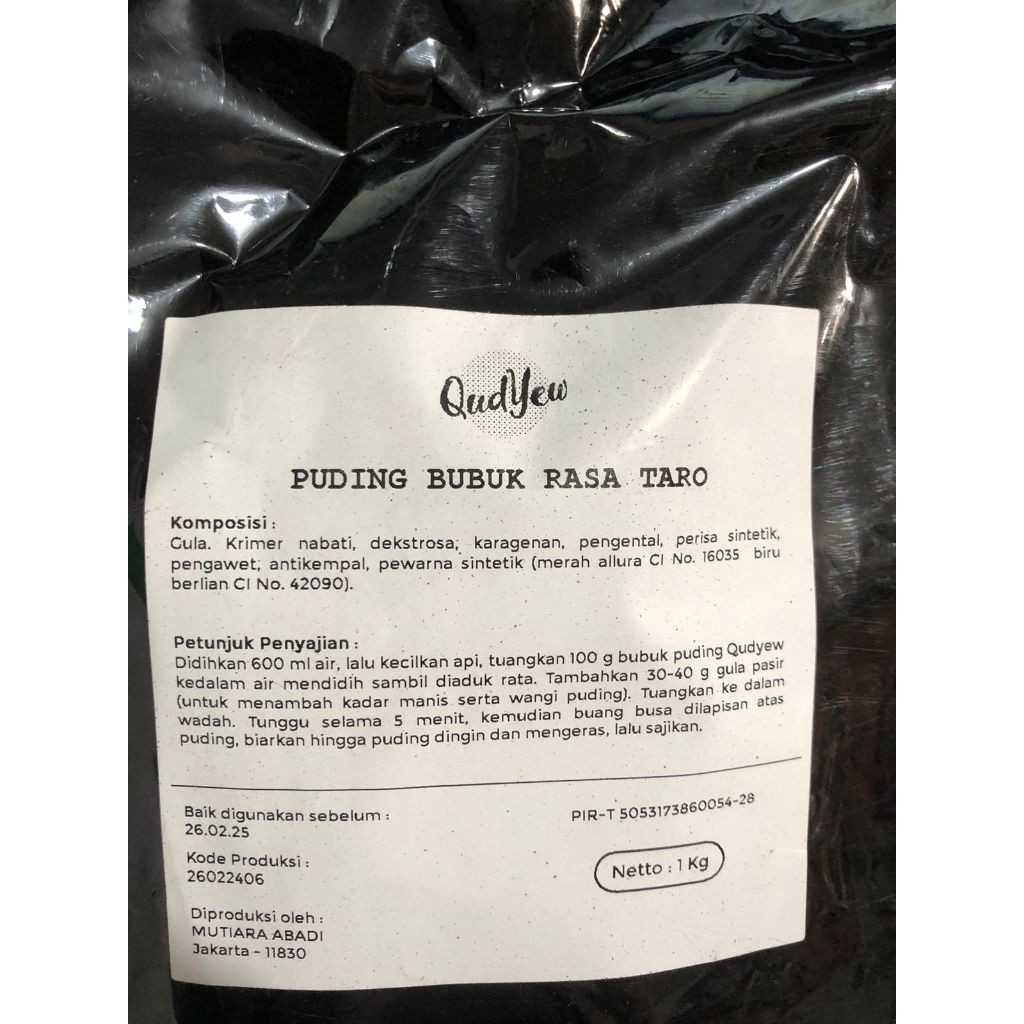 QudYew
PUDING BUBUK RASA TARO
Komposisi :
Gula. Krimer nabati, dekstrosa, karagenan, pengental, perisa sintetik,
pengawet, antikempal, pewarna sintetik (merah allura CI No. 16035 biru
berlian CI No. 42090).
Petunjuk Penyajian :
Didihkan 600 ml air, lalu kecilkan api, tuangkan 100 g bubuk puding Qudyew
kedalam air mendidih sambil diaduk rata. Tambahkan 30-40 g gula pasir
(untuk menambah kadar manis serta wangi puding). Tuangkan ke dalam
wadah. Tunggu selama 5 menit, kemudian buang busa dilapisan atas
puding, biarkan hingga puding dingin dan mengeras, lalu sajikan.
Baik digunakan sebelum :
26.02.25
PIR-T 5053173860054-28
Kode Produksi :
26022406
Netto : 1 Kg
Diproduksi oleh :
MUTIARA ABADI
Jakarta - 11830